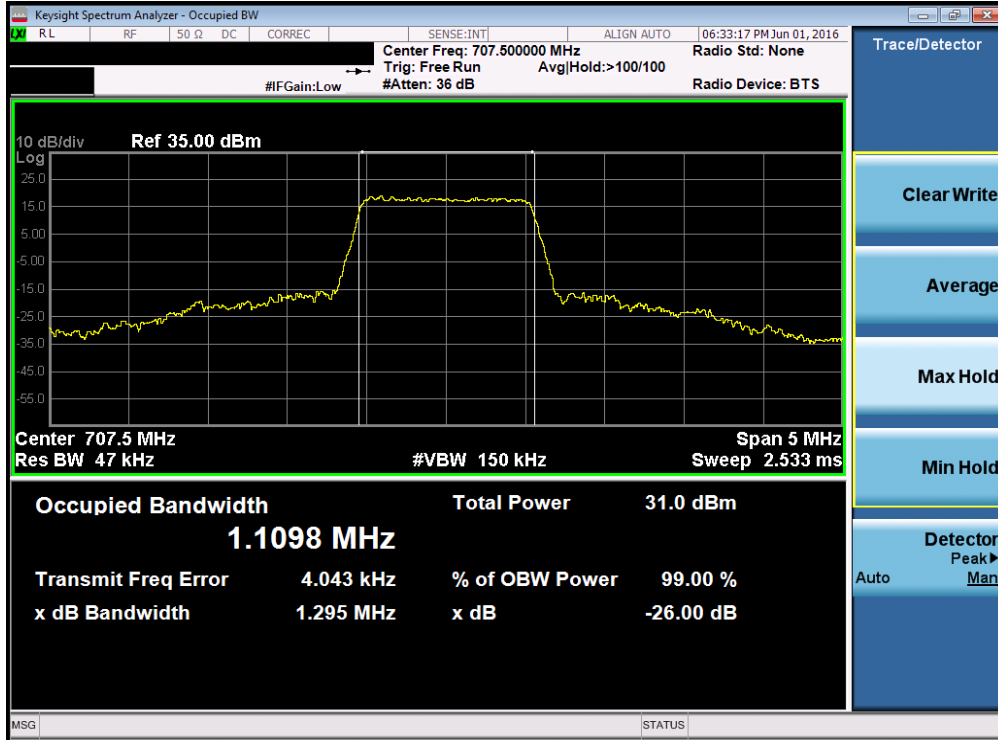 Keysight Spectrum Analyzer - Occupied BW
LXI RL RF 50 Ω DC CORREC SENSE:INT ALIGN AUTO 06:33:17 PM Jun 01, 2016
Center Freq: 707.500000 MHz Radio Std: None
Trig: Free Run Avg|Hold:>100/100
#IFGain:Low #Atten: 36 dB Radio Device: BTS
10 dB/div Ref 35.00 dBm
Log
25.0
15.0
5.00
-5.00
-15.0
-25.0
-35.0
-45.0
-55.0
Center 707.5 MHz Span 5 MHz
Res BW 47 kHz #VBW 150 kHz Sweep 2.533 ms
Occupied Bandwidth Total Power 31.0 dBm
1.1098 MHz
Transmit Freq Error 4.043 kHz % of OBW Power 99.00 %
x dB Bandwidth 1.295 MHz x dB -26.00 dB
MSG STATUS
Trace/Detector
Clear Write
Average
Max Hold
Min Hold
Detector
Peak▶
Auto Man